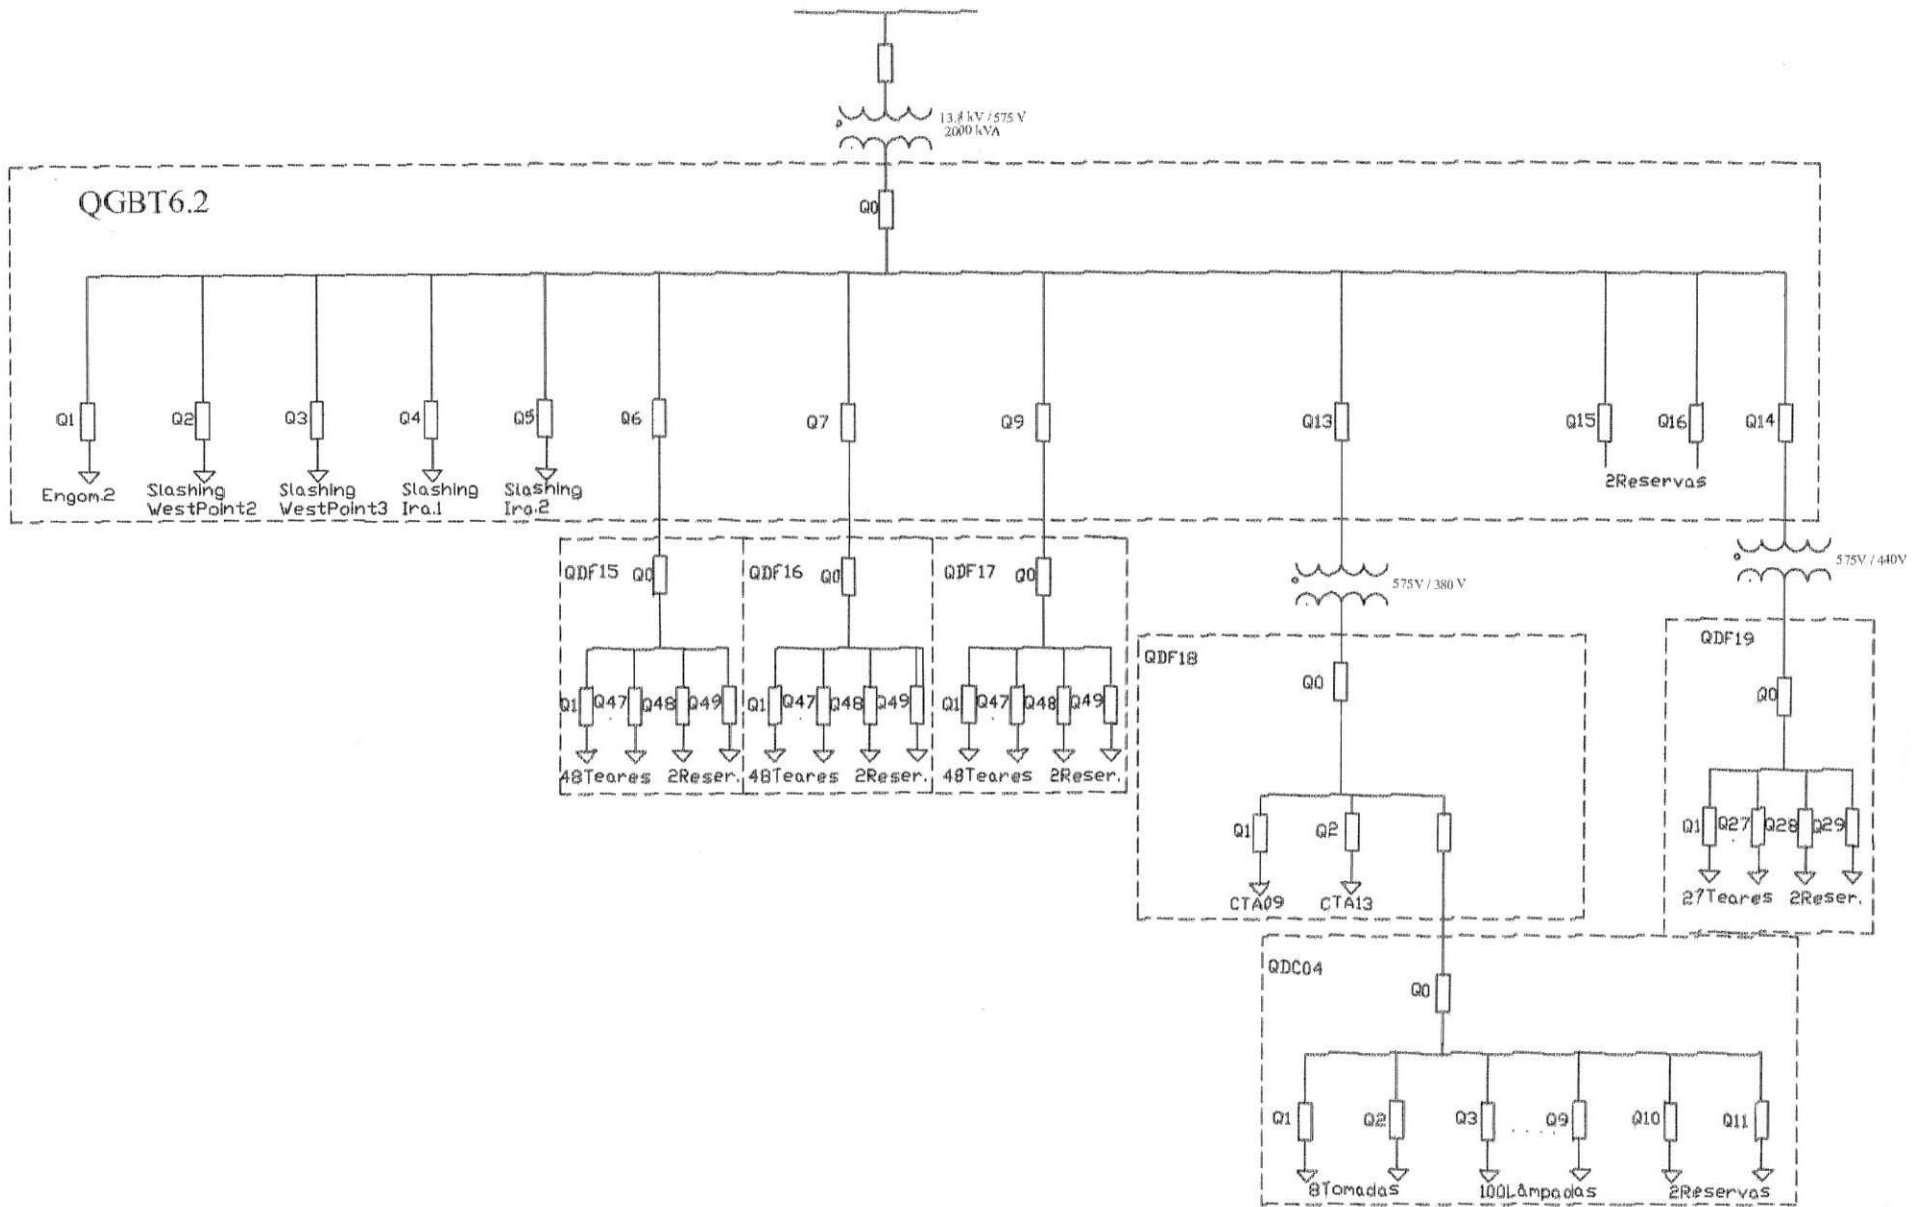 13.8 kV / 575 V
2000 kVA
QGBT6.2
Q0
Q1
Q2
Q3
Q4
Q5
Q6
Q7
Q9
Q13
Q15
Q16
Q14
Engom.2
Slashing
WestPoint2
Slashing
WestPoint3
Slashing
Ira.1
Slashing
Ira.2
2Reservas
575V / 380 V
575V / 440V
QDF15
Q0
Q1
Q47
Q48
Q49
48Teares
2Reser.
QDF16
Q0
Q1
Q47
Q48
Q49
48Teares
2Reser.
QDF17
Q0
Q1
Q47
Q48
Q49
48Teares
2Reser.
QDF18
Q0
Q1
Q2
CTA09
CTA13
QDF19
Q0
Q1
Q27
Q28
Q29
27Teares
2Reser.
QDC04
Q0
Q1
Q2
Q3
. . . .
Q9
Q10
Q11
8Tomadas
100Lâmpadas
2Reservas